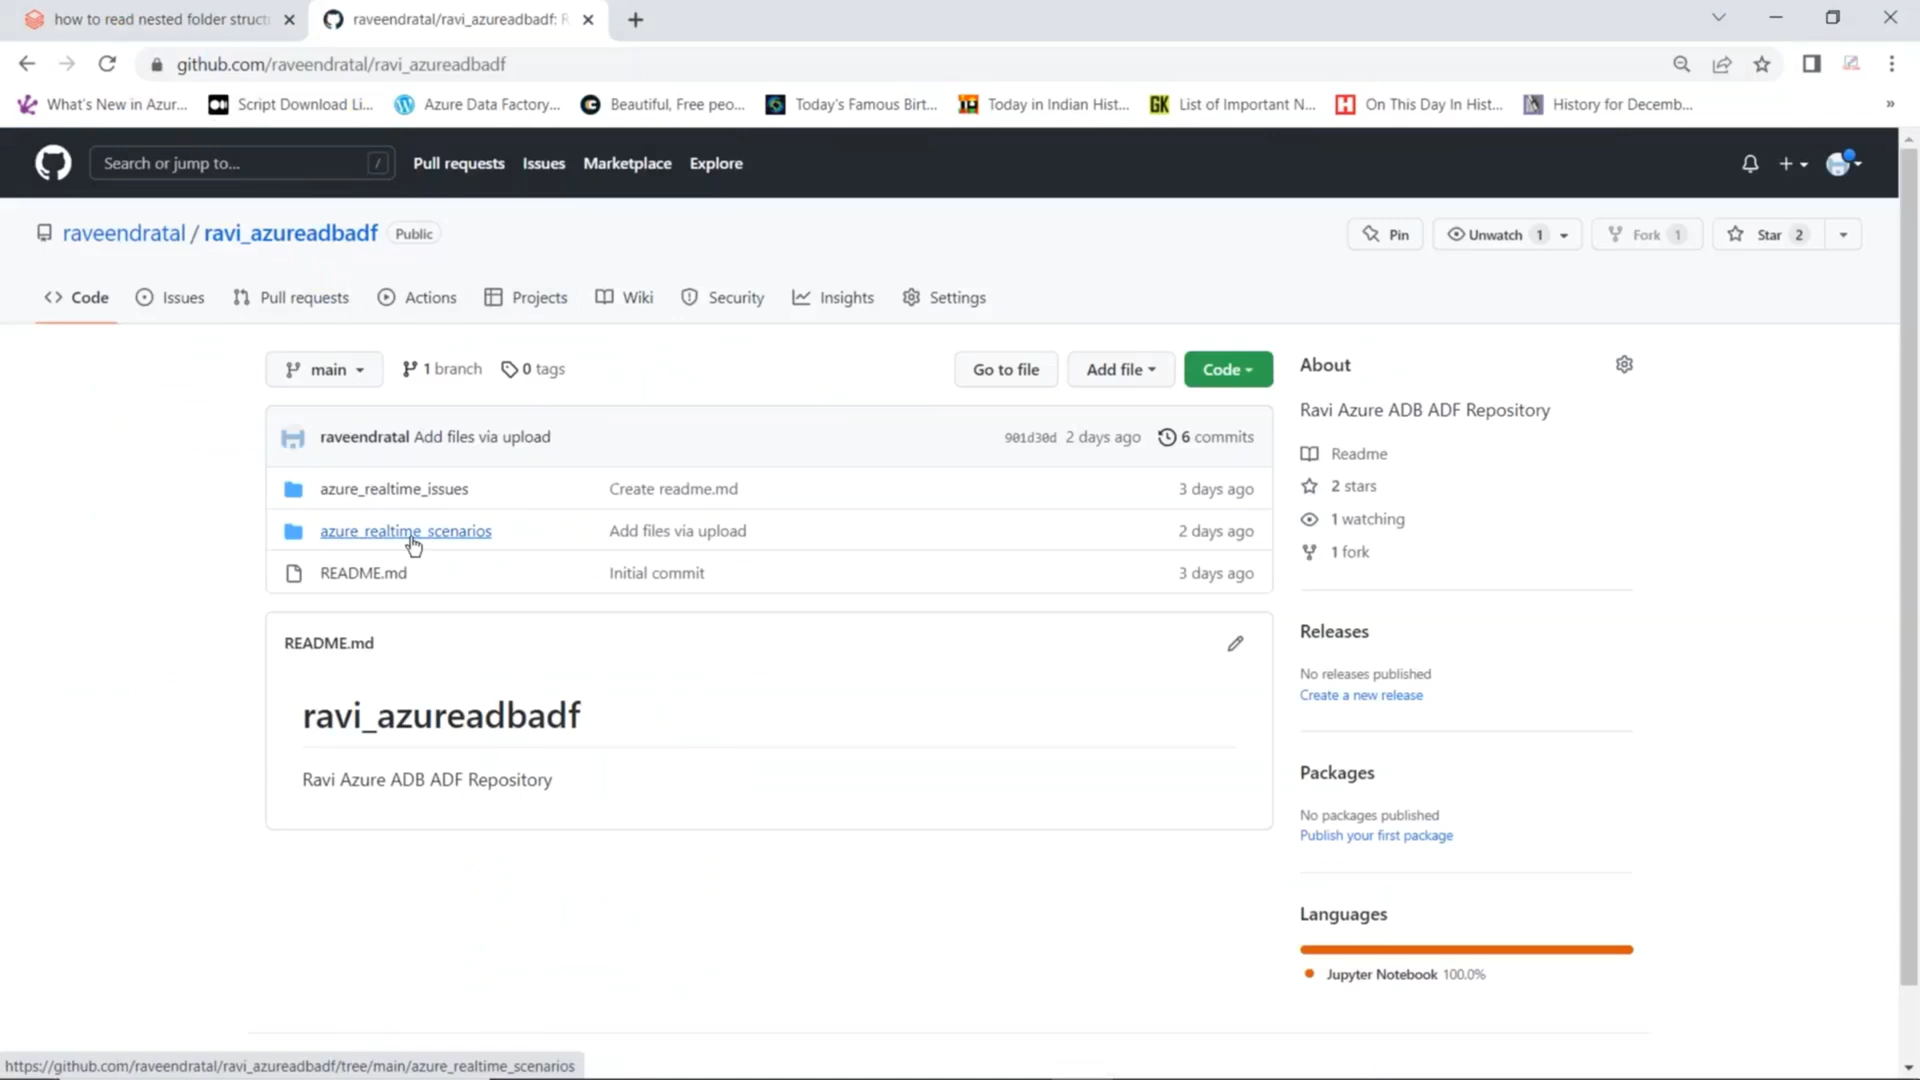 how to read nested folder struct
raveendratal/ravi_azureadbadf: R
github.com/raveendratal/ravi_azureadbadf
What's New in Azur...
Script Download Li...
Azure Data Factory...
Beautiful, Free peo...
Today's Famous Birt...
Today in Indian Hist...
GK
List of Important N...
H
On This Day In Hist...
History for Decemb...
»
Search or jump to...
/
Pull requests
Issues
Marketplace
Explore
raveendratal / ravi_azureadbadf
Public
Pin
Unwatch 1
Fork 1
Star 2
Code
Issues
Pull requests
Actions
Projects
Wiki
Security
Insights
Settings
main
1 branch
0 tags
Go to file
Add file
Code
raveendratal Add files via upload
901d30d 2 days ago
6 commits
azure_realtime_issues
Create readme.md
3 days ago
azure_realtime_scenarios
Add files via upload
2 days ago
README.md
Initial commit
3 days ago
README.md
ravi_azureadbadf
Ravi Azure ADB ADF Repository
About
Ravi Azure ADB ADF Repository
Readme
2 stars
1 watching
1 fork
Releases
No releases published
Create a new release
Packages
No packages published
Publish your first package
Languages
Jupyter Notebook 100.0%
https://github.com/raveendratal/ravi_azureadbadf/tree/main/azure_realtime_scenarios